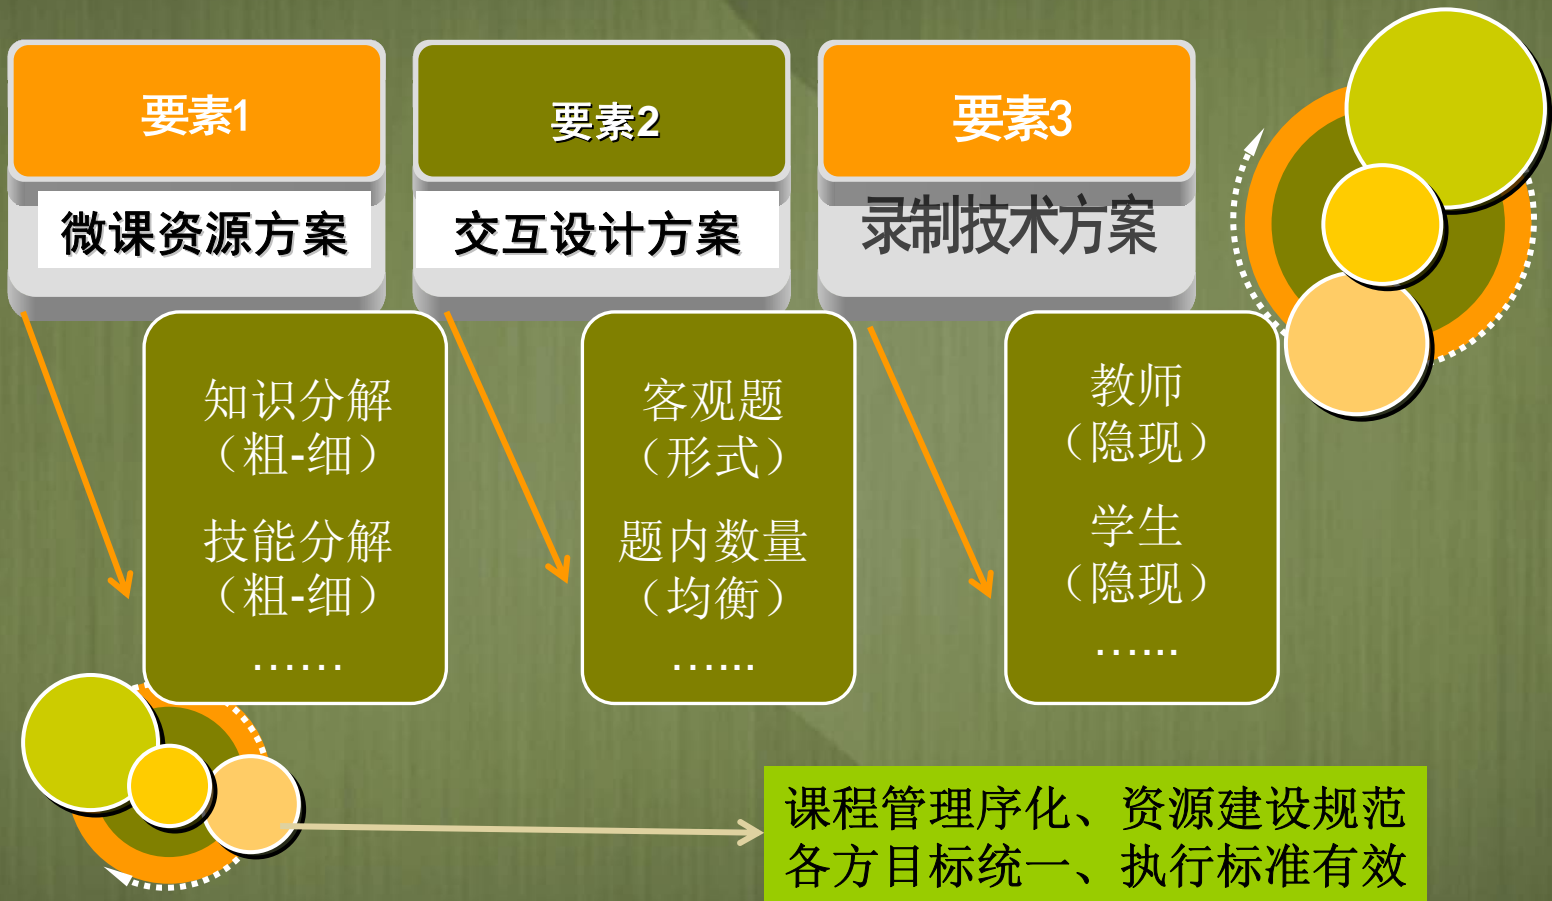 要素1
微课资源方案
知识分解
（粗-细）
技能分解
（粗-细）
……
要素2
交互设计方案
客观题
（形式）
题内数量
（均衡）
…...
要素3
录制技术方案
教师
（隐现）
学生
（隐现）
…...
课程管理序化、资源建设规范
各方目标统一、执行标准有效